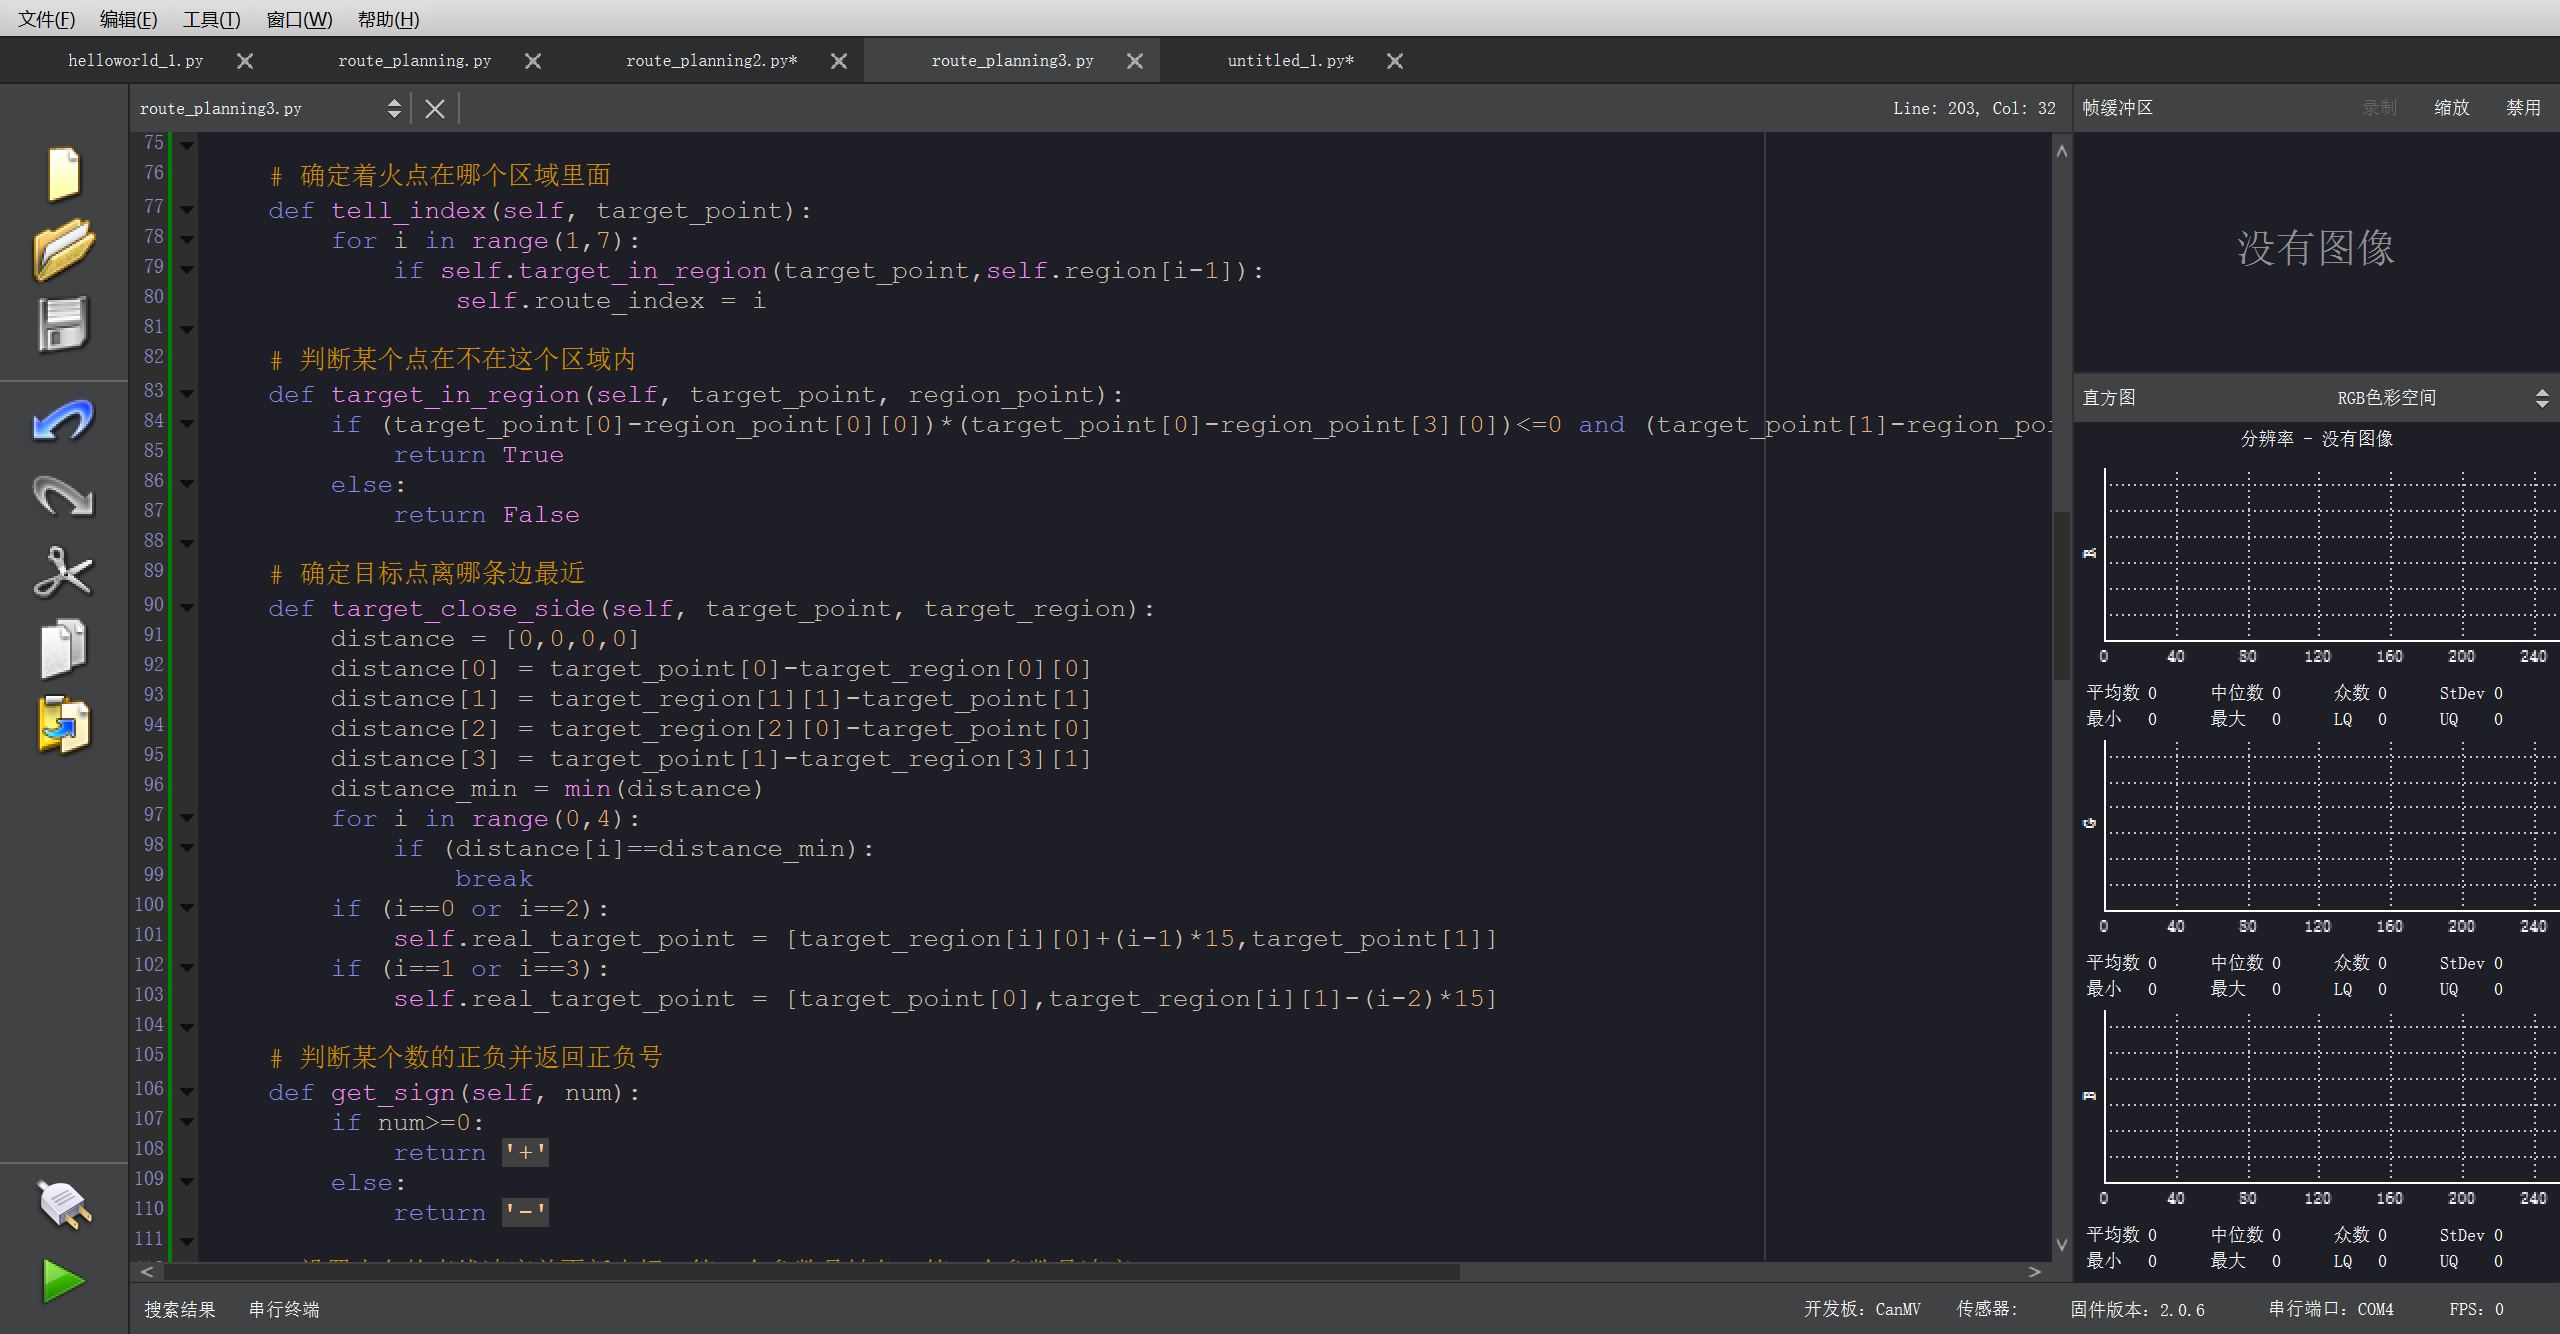 文件(F) 编辑(E) 工具(T) 窗口(W) 帮助(H)
helloworld_1.py route_planning.py route_planning2.py* route_planning3.py untitled_1.py*
route_planning3.py Line: 203, Col: 32
75
76 # 确定着火点在哪个区域里面
77 def tell_index(self, target_point):
78 for i in range(1,7):
79 if self.target_in_region(target_point,self.region[i-1]):
80 self.route_index = i
81
82 # 判断某个点在不在这个区域内
83 def target_in_region(self, target_point, region_point):
84 if (target_point[0]-region_point[0][0])*(target_point[0]-region_point[3][0])<=0 and (target_point[1]-region_poi
85 return True
86 else:
87 return False
88
89 # 确定目标点离哪条边最近
90 def target_close_side(self, target_point, target_region):
91 distance = [0,0,0,0]
92 distance[0] = target_point[0]-target_region[0][0]
93 distance[1] = target_region[1][1]-target_point[1]
94 distance[2] = target_region[2][0]-target_point[0]
95 distance[3] = target_point[1]-target_region[3][1]
96 distance_min = min(distance)
97 for i in range(0,4):
98 if (distance[i]==distance_min):
99 break
100 if (i==0 or i==2):
101 self.real_target_point = [target_region[i][0]+(i-1)*15,target_point[1]]
102 if (i==1 or i==3):
103 self.real_target_point = [target_point[0],target_region[i][1]-(i-2)*15]
104
105 # 判断某个数的正负并返回正负号
106 def get_sign(self, num):
107 if num>=0:
108 return '+'
109 else:
110 return '-'
111
帧缓冲区 录制 缩放 禁用
没有图像
直方图 RGB色彩空间
分辨率 - 没有图像
R
0 40 80 120 160 200 240
平均数 0 中位数 0 众数 0 StDev 0
最小 0 最大 0 LQ 0 UQ 0
G
0 40 80 120 160 200 240
平均数 0 中位数 0 众数 0 StDev 0
最小 0 最大 0 LQ 0 UQ 0
B
0 40 80 120 160 200 240
平均数 0 中位数 0 众数 0 StDev 0
最小 0 最大 0 LQ 0 UQ 0
搜索结果 串行终端 开发板: CanMV 传感器: 固件版本: 2.0.6 串行端口: COM4 FPS: 0